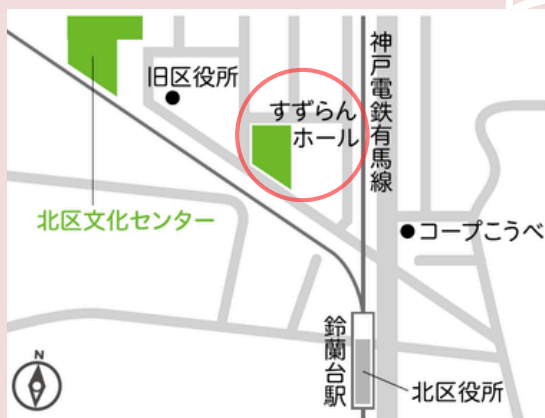 旧区役所
すずらん
ホール
神戸電鉄有馬線
北区文化センター
コープこうべ
鈴蘭台駅
北区役所
N